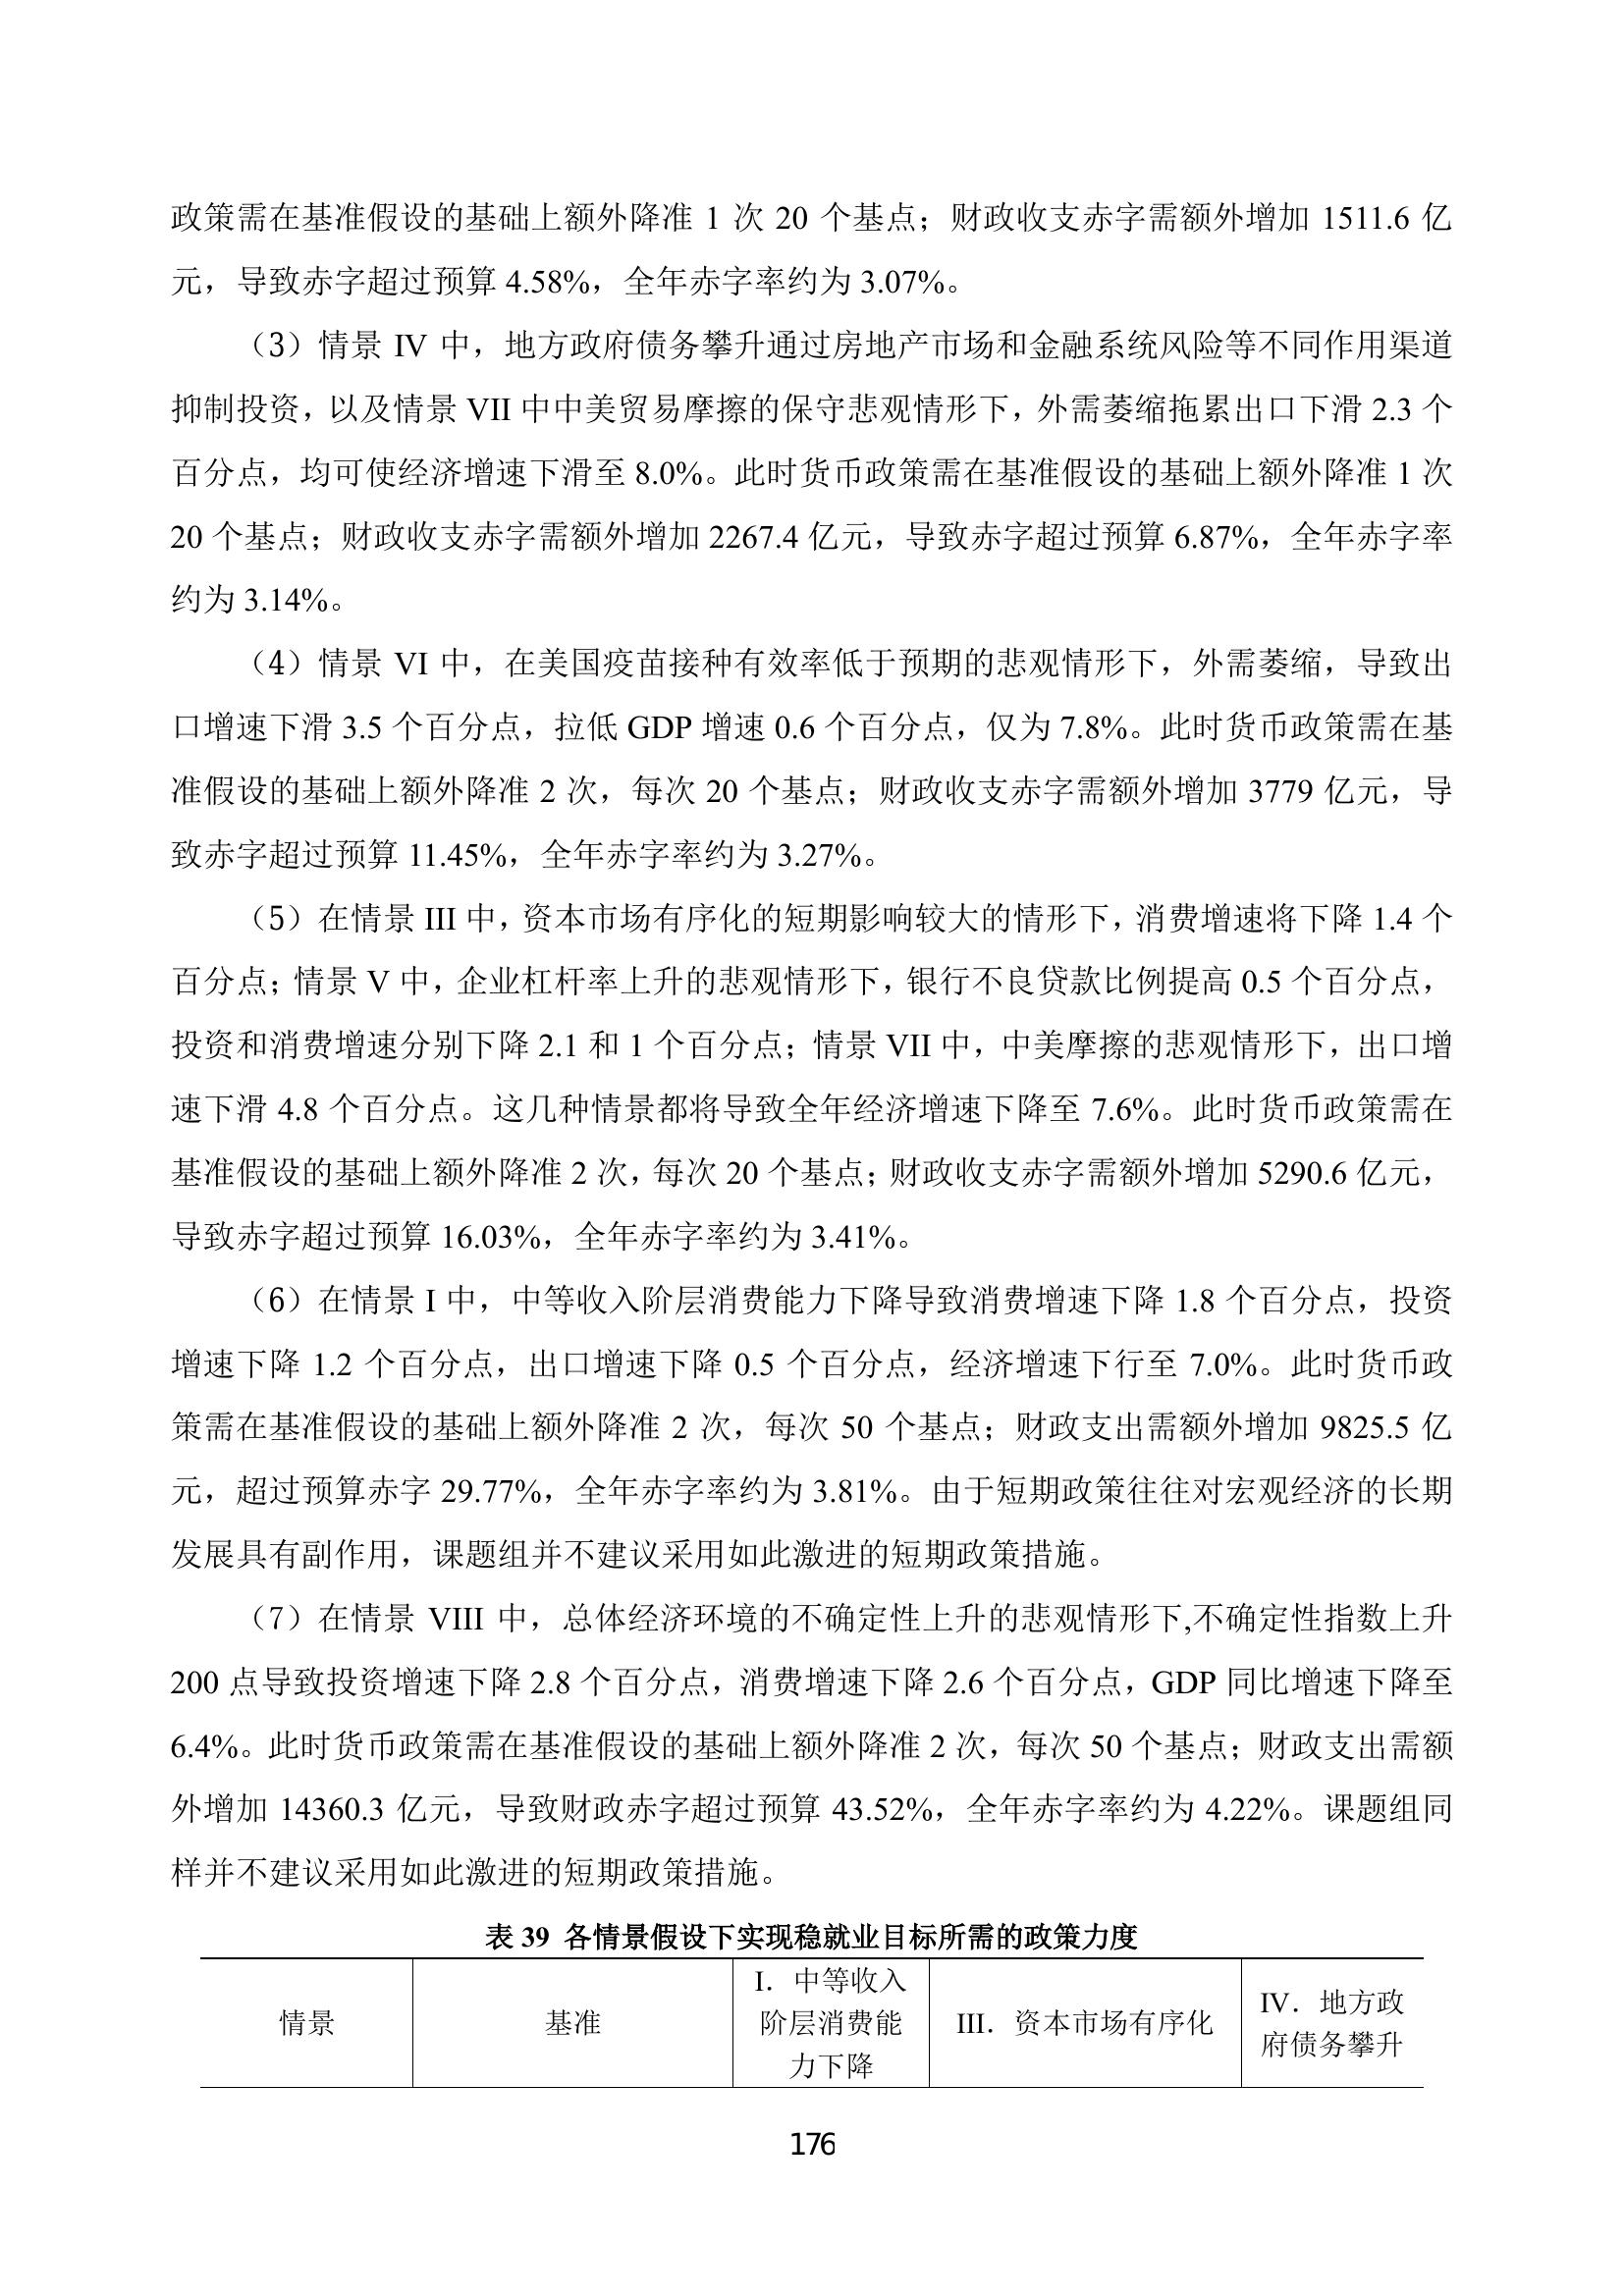 政策需在基准假设的基础上额外降准 1 次 20 个基点；财政收支赤字需额外增加 1511.6 亿
元，导致赤字超过预算 4.58%，全年赤字率约为 3.07%。
（3）情景 IV 中，地方政府债务攀升通过房地产市场和金融系统风险等不同作用渠道
抑制投资，以及情景 VII 中中美贸易摩擦的保守悲观情形下，外需萎缩拖累出口下滑 2.3 个
百分点，均可使经济增速下滑至 8.0%。此时货币政策需在基准假设的基础上额外降准 1 次
20 个基点；财政收支赤字需额外增加 2267.4 亿元，导致赤字超过预算 6.87%，全年赤字率
约为 3.14%。
（4）情景 VI 中，在美国疫苗接种有效率低于预期的悲观情形下，外需萎缩，导致出
口增速下滑 3.5 个百分点，拉低 GDP 增速 0.6 个百分点，仅为 7.8%。此时货币政策需在基
准假设的基础上额外降准 2 次，每次 20 个基点；财政收支赤字需额外增加 3779 亿元，导
致赤字超过预算 11.45%，全年赤字率约为 3.27%。
（5）在情景 III 中，资本市场有序化的短期影响较大的情形下，消费增速将下降 1.4 个
百分点；情景 V 中，企业杠杆率上升的悲观情形下，银行不良贷款比例提高 0.5 个百分点，
投资和消费增速分别下降 2.1 和 1 个百分点；情景 VII 中，中美摩擦的悲观情形下，出口增
速下滑 4.8 个百分点。这几种情景都将导致全年经济增速下降至 7.6%。此时货币政策需在
基准假设的基础上额外降准 2 次，每次 20 个基点；财政收支赤字需额外增加 5290.6 亿元，
导致赤字超过预算 16.03%，全年赤字率约为 3.41%。
（6）在情景 I 中，中等收入阶层消费能力下降导致消费增速下降 1.8 个百分点，投资
增速下降 1.2 个百分点，出口增速下降 0.5 个百分点，经济增速下行至 7.0%。此时货币政
策需在基准假设的基础上额外降准 2 次，每次 50 个基点；财政支出需额外增加 9825.5 亿
元，超过预算赤字 29.77%，全年赤字率约为 3.81%。由于短期政策往往对宏观经济的长期
发展具有副作用，课题组并不建议采用如此激进的短期政策措施。
（7）在情景 VIII 中，总体经济环境的不确定性上升的悲观情形下,不确定性指数上升
200 点导致投资增速下降 2.8 个百分点，消费增速下降 2.6 个百分点，GDP 同比增速下降至
6.4%。此时货币政策需在基准假设的基础上额外降准 2 次，每次 50 个基点；财政支出需额
外增加 14360.3 亿元，导致财政赤字超过预算 43.52%，全年赤字率约为 4.22%。课题组同
样并不建议采用如此激进的短期政策措施。
表 39 各情景假设下实现稳就业目标所需的政策力度
情景
基准
I．中等收入
阶层消费能
力下降
III．资本市场有序化
IV．地方政
府债务攀升
176